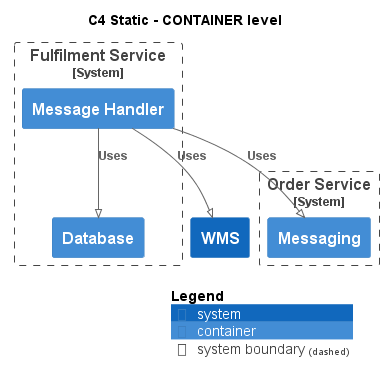 C4 Static - CONTAINER level
Fulfilment Service
[System]
Message Handler
Uses
Uses
Uses
Order Service
[System]
Database
WMS
Messaging
Legend
system
container
system boundary (dashed)